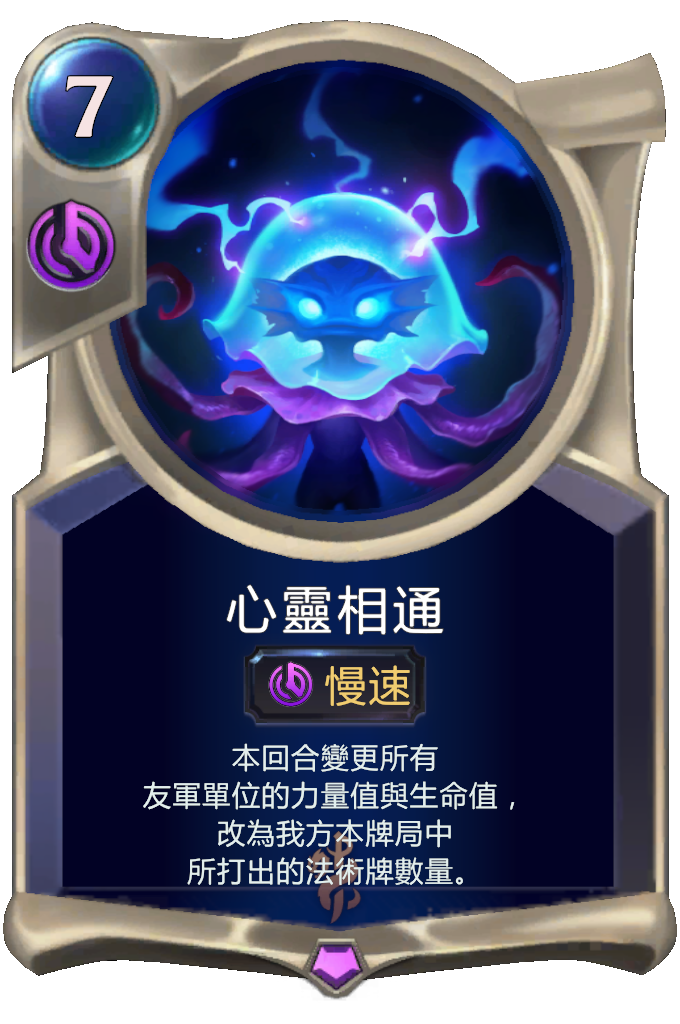 7
心靈相通
慢速
本回合變更所有
友軍單位的力量值與生命值，
改為我方本牌局中
所打出的法術牌數量。